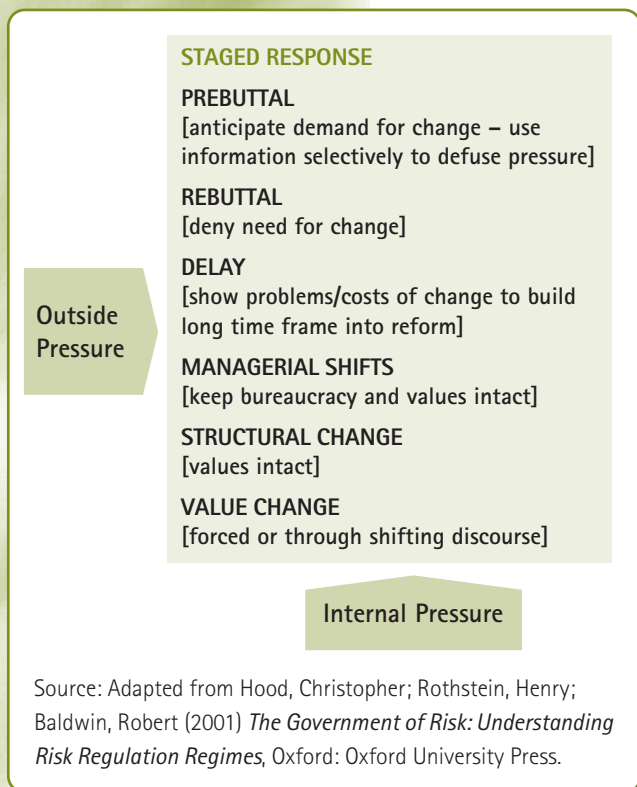 STAGED RESPONSE
PREBUTTAL
[anticipate demand for change – use
information selectively to defuse pressure]
REBUTTAL
[deny need for change]
DELAY
[show problems/costs of change to build
long time frame into reform]
MANAGERIAL SHIFTS
[keep bureaucracy and values intact]
STRUCTURAL CHANGE
[values intact]
VALUE CHANGE
[forced or through shifting discourse]
Outside
Pressure
Internal Pressure
Source: Adapted from Hood, Christopher; Rothstein, Henry;
Baldwin, Robert (2001) The Government of Risk: Understanding
Risk Regulation Regimes, Oxford: Oxford University Press.